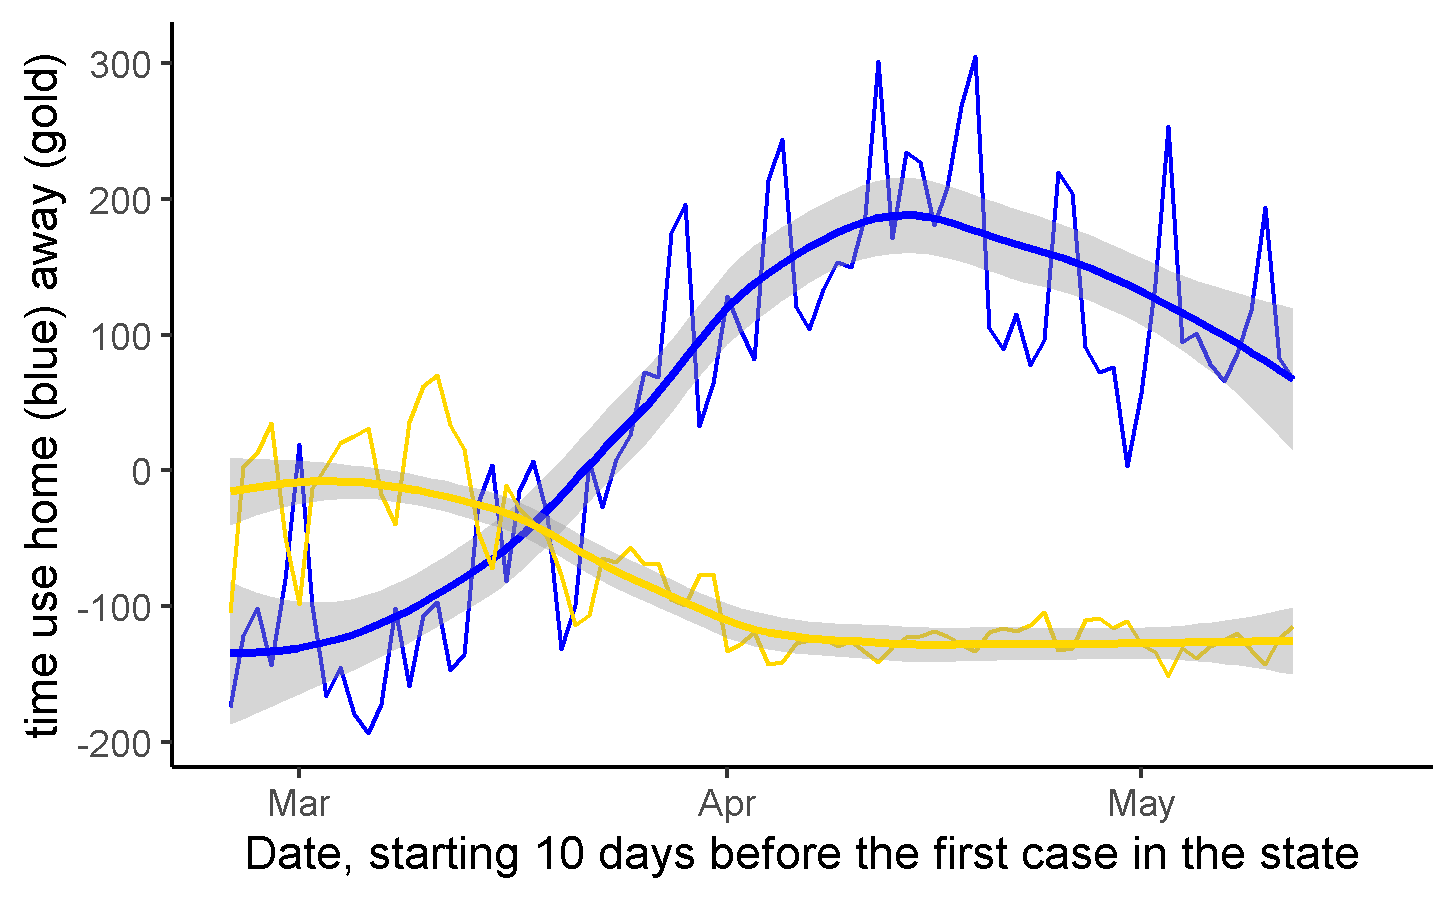 time use home (blue) away (gold)
300
200
100
0
-100
-200
Mar
Apr
May
Date, starting 10 days before the first case in the state